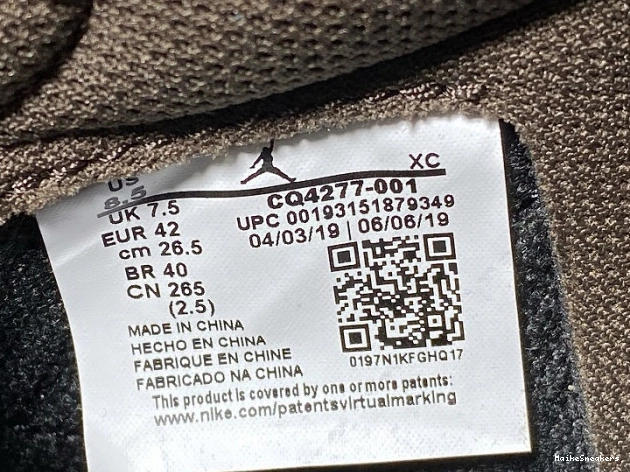 US
8.5
UK 7.5
EUR 42
cm 26.5
BR 40
CN 265
(2.5)
XC
CQ4277-001
UPC 00193151879349
04/03/19 | 06/06/19
0197N1KFGHQ17
MADE IN CHINA
HECHO EN CHINA
FABRIQUE EN CHINE
FABRICADO NA CHINA
This product is covered by one or more patents:
www.nike.com/patentsvirtualmarking
MaikeSneakers